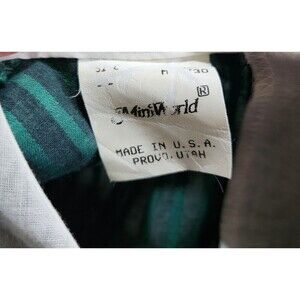 ®
MiniWorld
MADE IN U.S.A.
PROVO, UTAH